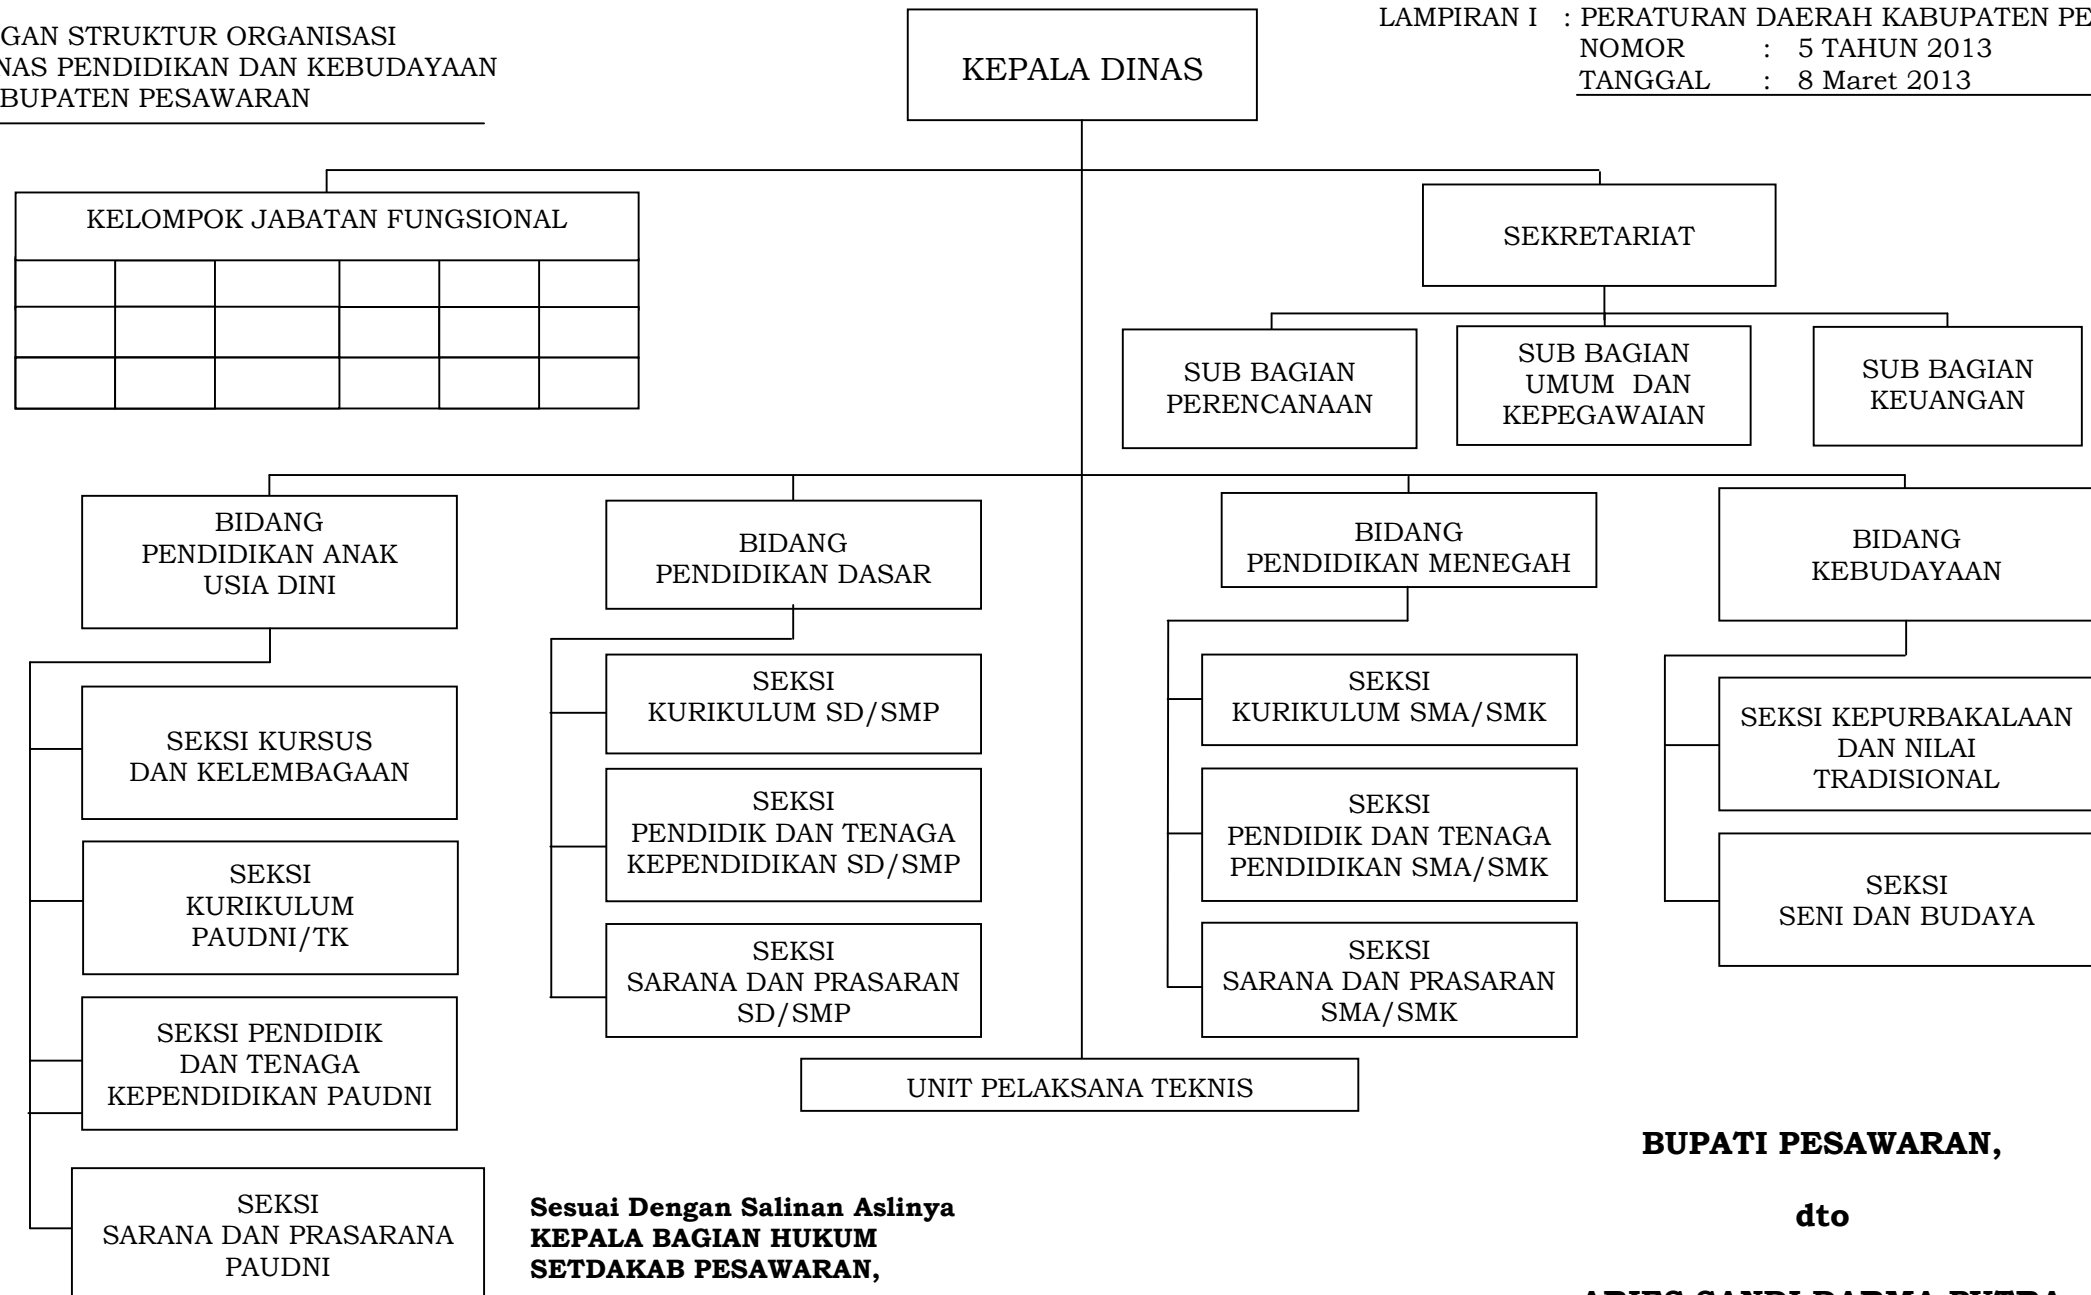 GAN STRUKTUR ORGANISASI
NAS PENDIDIKAN DAN KEBUDAYAAN
BUPATEN PESAWARAN
KEPALA DINAS
LAMPIRAN I : PERATURAN DAERAH KABUPATEN PE
NOMOR : 5 TAHUN 2013
TANGGAL : 8 Maret 2013
KELOMPOK JABATAN FUNGSIONAL
SEKRETARIAT
SUB BAGIAN
PERENCANAAN
SUB BAGIAN
UMUM DAN
KEPEGAWAIAN
SUB BAGIAN
KEUANGAN
BIDANG
PENDIDIKAN ANAK
USIA DINI
BIDANG
PENDIDIKAN DASAR
BIDANG
PENDIDIKAN MENEGAH
BIDANG
KEBUDAYAAN
SEKSI KURSUS
DAN KELEMBAGAAN
SEKSI
KURIKULUM
PAUDNI/TK
SEKSI PENDIDIK
DAN TENAGA
KEPENDIDIKAN PAUDNI
SEKSI
SARANA DAN PRASARANA
PAUDNI
SEKSI
KURIKULUM SD/SMP
SEKSI
PENDIDIK DAN TENAGA
KEPENDIDIKAN SD/SMP
SEKSI
SARANA DAN PRASARAN
SD/SMP
SEKSI
KURIKULUM SMA/SMK
SEKSI
PENDIDIK DAN TENAGA
PENDIDIKAN SMA/SMK
SEKSI
SARANA DAN PRASARAN
SMA/SMK
SEKSI KEPURBAKALAAN
DAN NILAI
TRADISIONAL
SEKSI
SENI DAN BUDAYA
UNIT PELAKSANA TEKNIS
Sesuai Dengan Salinan Aslinya
KEPALA BAGIAN HUKUM
SETDAKAB PESAWARAN,
BUPATI PESAWARAN,
dto
ARIES SANDI DARMA PUTRA